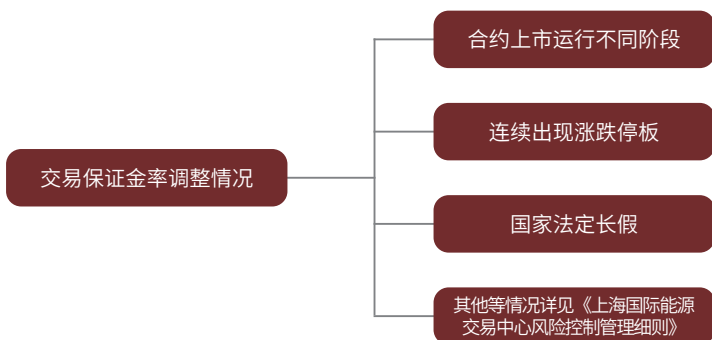 合约上市运行不同阶段
连续出现涨跌停板
交易保证金率调整情况
国家法定长假
其他等情况详见《上海国际能源
交易中心风险控制管理细则》